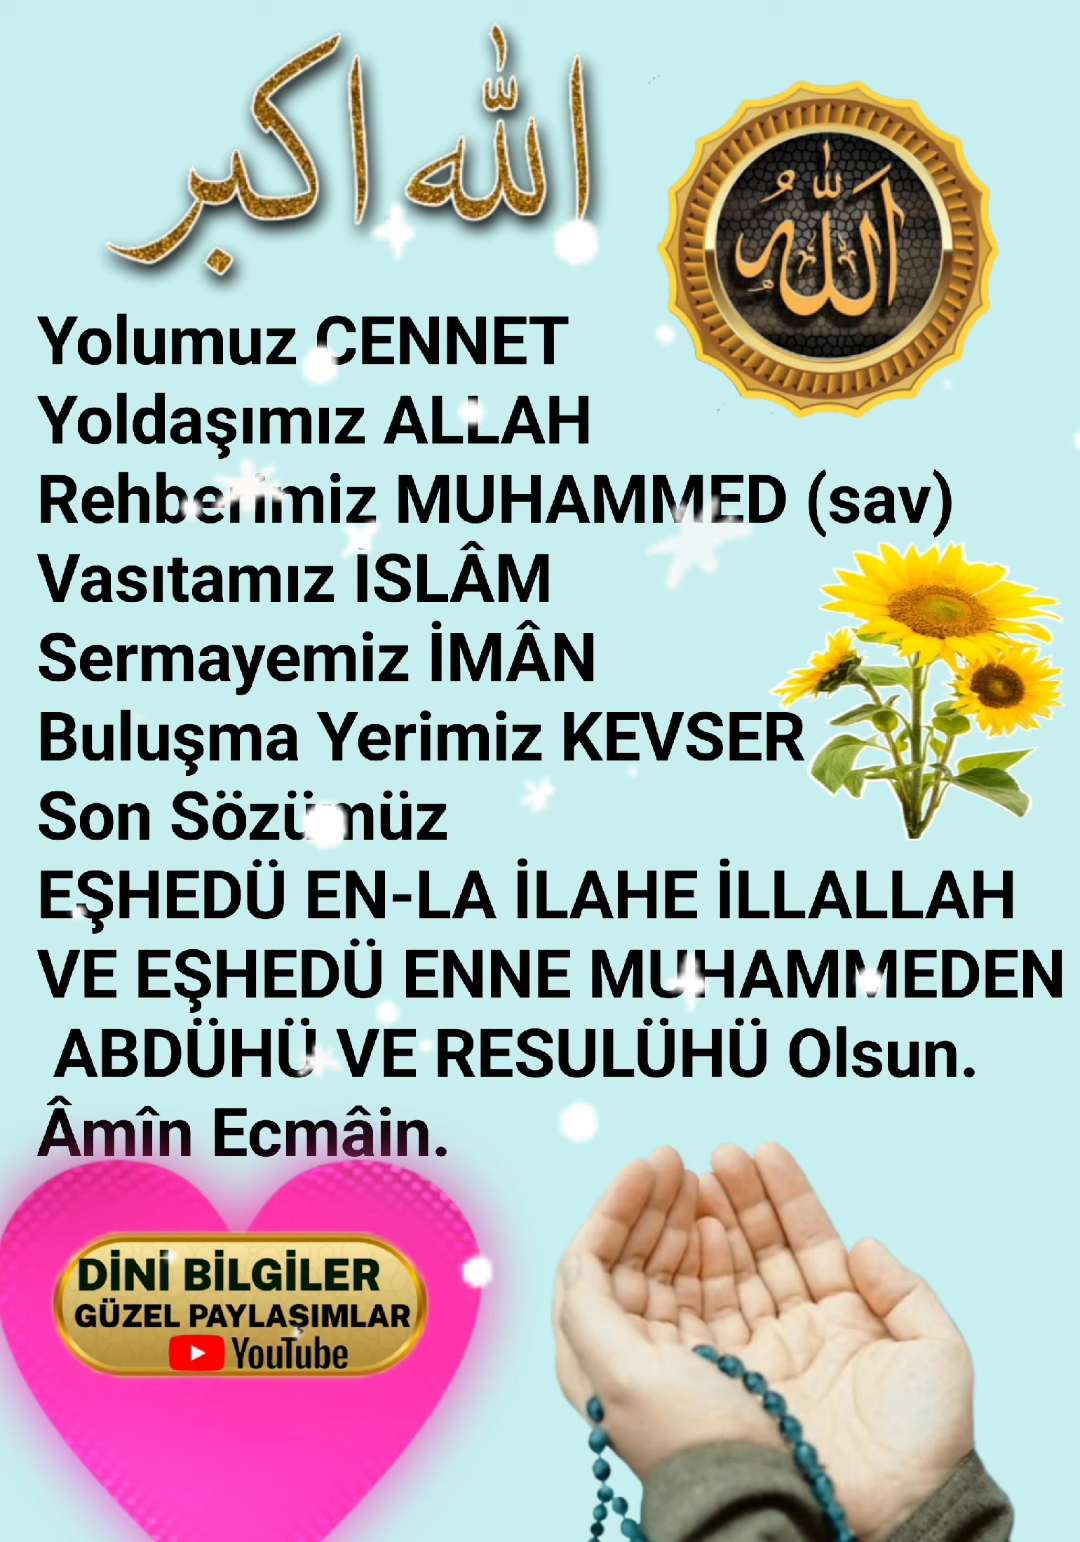 الله اكبر
اللّٰهُ
Yolumuz CENNET
Yoldaşımız ALLAH
Rehberimiz MUHAMMED (sav)
Vasıtamız İSLÂM
Sermayemiz İMÂN
Buluşma Yerimiz KEVSER
Son Sözümüz
EŞHEDÜ EN-LA İLAHE İLLALLAH
VE EŞHEDÜ ENNE MUHAMMEDEN
ABDÜHÜ VE RESULÜHÜ Olsun.
Âmîn Ecmâin.
DİNİ BİLGİLER
GÜZEL PAYLAŞIMLAR
YouTube